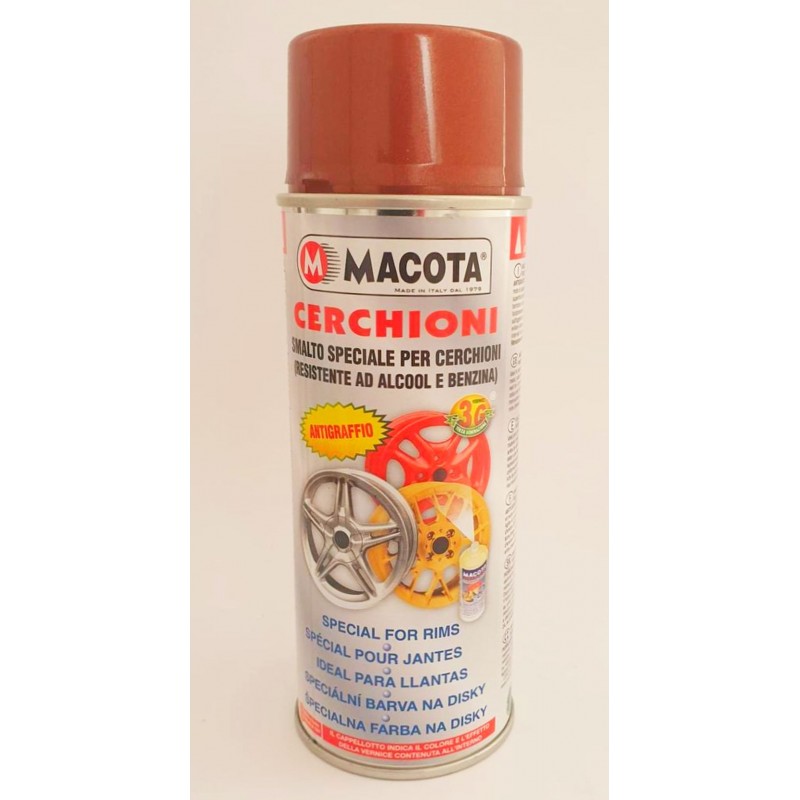 M MACOTA®
MADE IN ITALY DAL 1979
CERCHIONI
SMALTO SPECIALE PER CERCHIONI
(RESISTENTE AD ALCOOL E BENZINA)
3G
ANTIGRAFFIO
MACOTA
SPECIAL FOR RIMS
SPÉCIAL POUR JANTES
IDEAL PARA LLANTAS
SPECIÁLNÍ BARVA NA DISKY
SPECIALNA FARBA NA DISKY
IL CAPPELLOTTO INDICA IL COLORE E L'EFFETTO
DELLA VERNICE CONTENUTA ALL'INTERNO